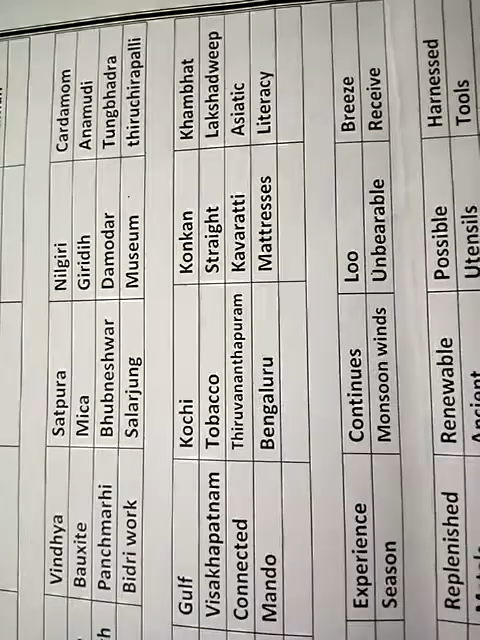 Vindhya Satpura Nilgiri Cardamom
Bauxite Mica Giridih Anamudi
Panchmarhi Bhubneshwar Damodar Tungbhadra
Bidri work Salarjung Museum thiruchirapalli
Gulf Kochi Konkan Khambhat
Visakhapatnam Tobacco Straight Lakshadweep
Connected Thiruvananthapuram Kavaratti Asiatic
Mando Bengaluru Mattresses Literacy
Experience Continues Loo Breeze
Season Monsoon winds Unbearable Receive
Replenished Renewable Possible Harnessed
Utensils Tools